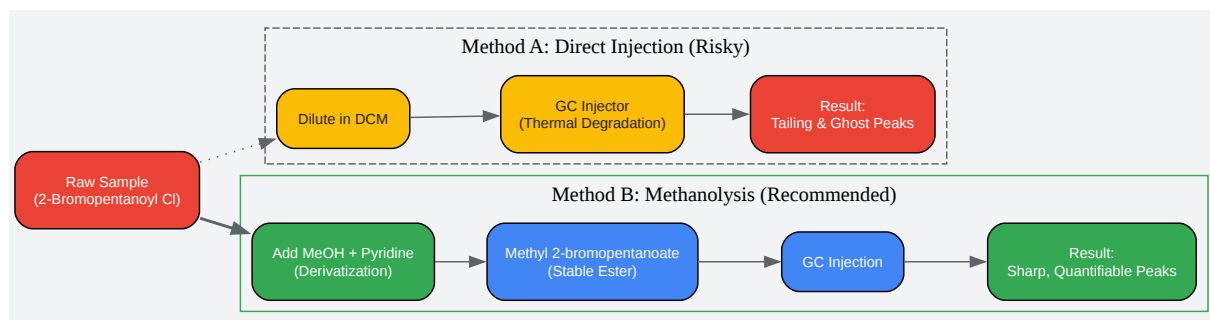 Method A: Direct Injection (Risky)
Dilute in DCM
GC Injector
(Thermal Degradation)
Result:
Tailing & Ghost Peaks
Raw Sample
(2-Bromopentanoyl Cl)
Method B: Methanolysis (Recommended)
Add MeOH + Pyridine
(Derivatization)
Methyl 2-bromopentanoate
(Stable Ester)
GC Injection
Result:
Sharp, Quantifiable Peaks